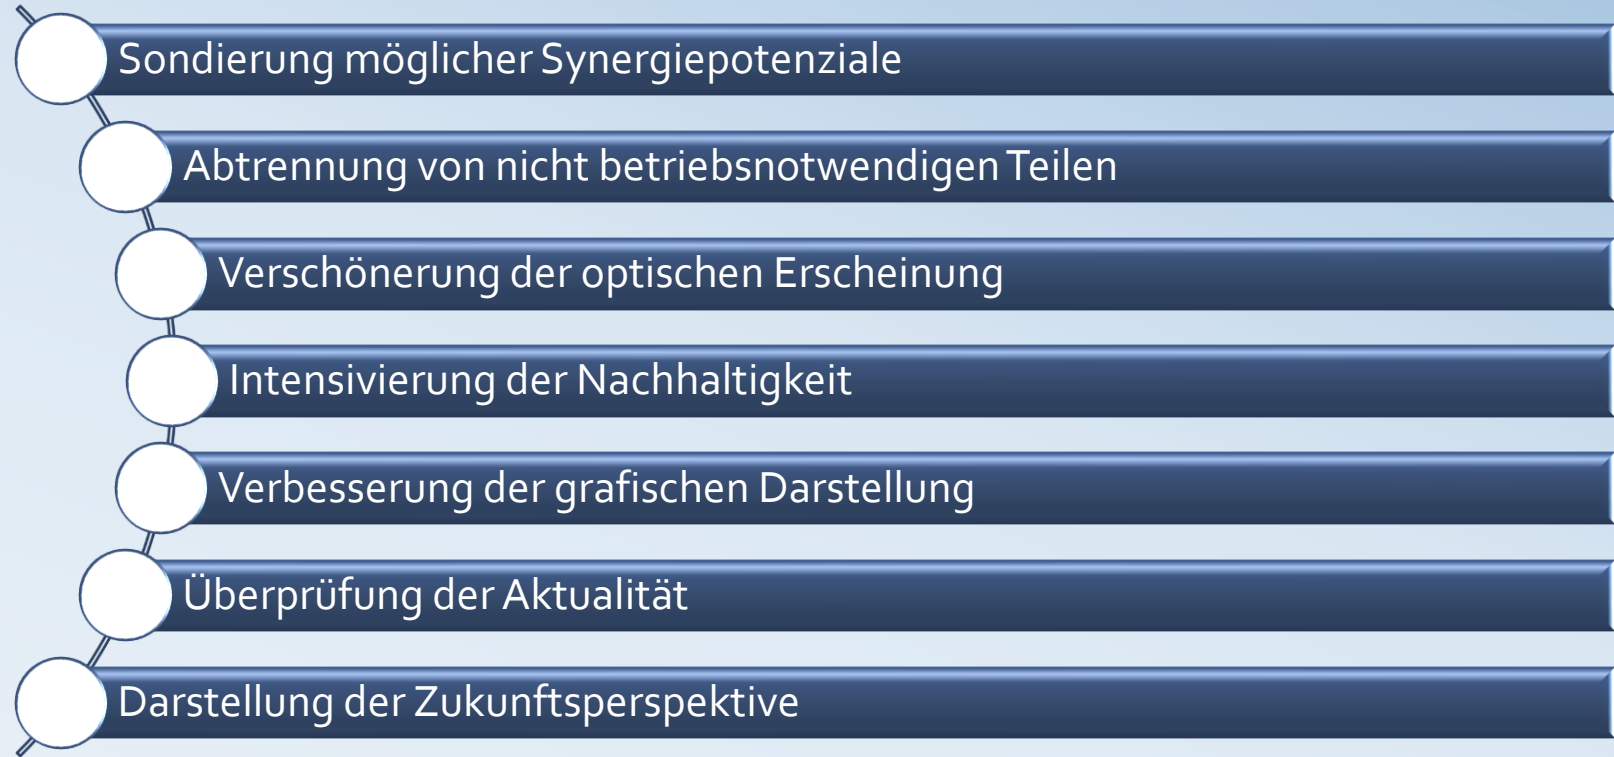 Sondierung möglicher Synergiepotenziale
Abtrennung von nicht betriebsnotwendigen Teilen
Verschönerung der optischen Erscheinung
Intensivierung der Nachhaltigkeit
Verbesserung der grafischen Darstellung
Überprüfung der Aktualität
Darstellung der Zukunftsperspektive